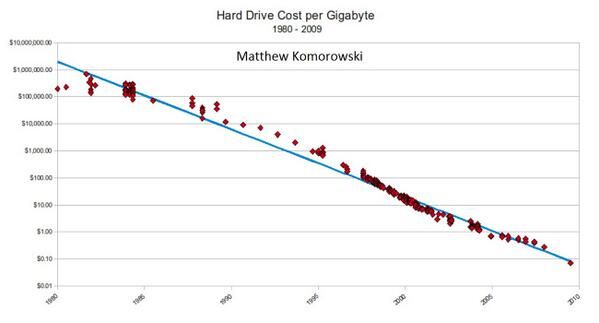 Hard Drive Cost per Gigabyte
1980 - 2009
Matthew Komorowski
$10,000,000.00
$1,000,000.00
$100,000.00
$10,000.00
$1,000.00
$100.00
$10.00
$1.00
$0.10
$0.01
1980 1985 1990 1995 2000 2005 2010